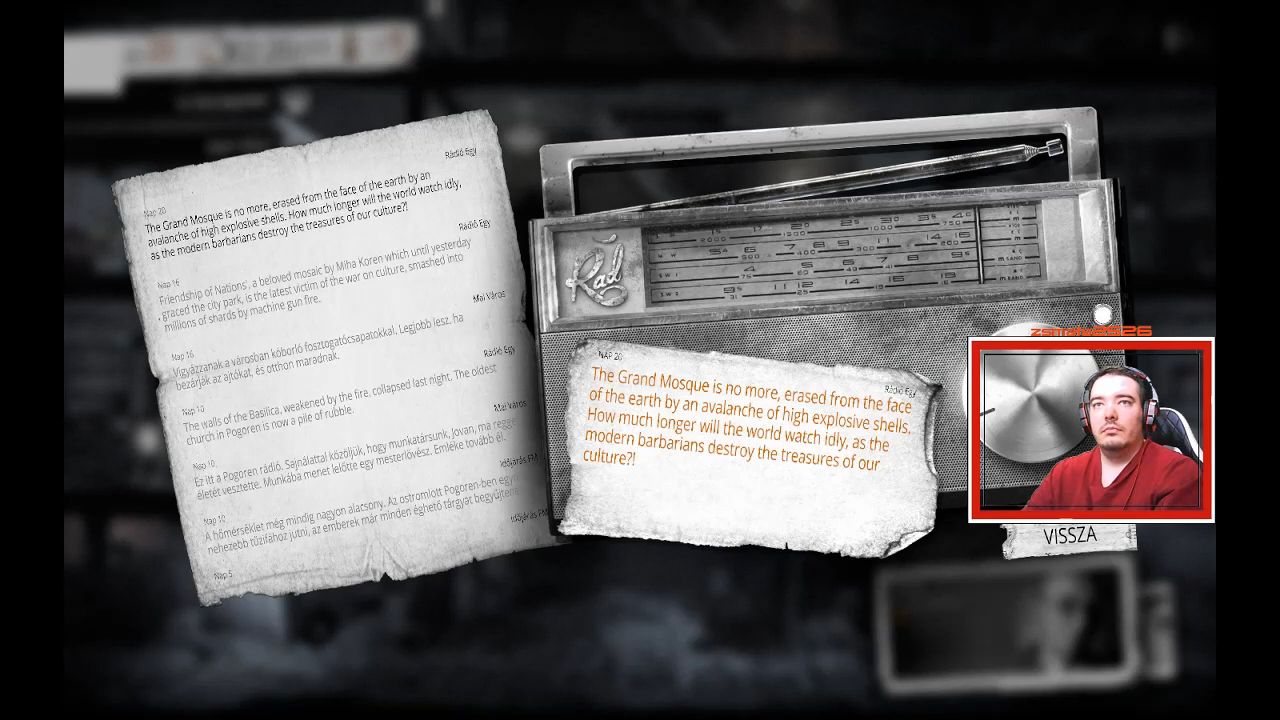 Rádió Egy
Nap 20
The Grand Mosque is no more, erased from the face of the earth by an
avalanche of high explosive shells. How much longer will the world watch idly,
as the modern barbarians destroy the treasures of our culture?!
Rádió Egy
Nap 16
Friendship of Nations', a beloved mosaic by Miha Koren which until yesterday
graced the city park, is the latest victim of the war on culture, smashed into
millions of shards by machine gun fire.
Mai Város
Nap 16
Vigyázzanak a városban kóborló fosztogatócsapatokkal. Legjobb lesz, ha
bezárják az ajtókat, és otthon maradnak.
Rádió Egy
Nap 10
The walls of the Basilica, weakened by the fire, collapsed last night. The oldest
church in Pogoren is now a pile of rubble.
Mai Város
Nap 10
Ez itt a Pogoren rádió. Sajnálattal közöljük, hogy munkatársunk, Jovan, ma reggel
életét vesztette. Munkába menet lelőtte egy mesterlövész. Emléke tovább él.
Időjárás FM
Nap 10
A hőmérséklet még mindig nagyon alacsony. Az ostromlott Pogoren-ben egyre
nehezebb tűzifához jutni, az emberek már minden éghető tárgyat begyűjtenek
Időjárás FM
Nap 5
Rad
NAP 20
Rádió Egy
The Grand Mosque is no more, erased from the face
of the earth by an avalanche of high explosive shells.
How much longer will the world watch idly, as the
modern barbarians destroy the treasures of our
culture?!
VISSZA